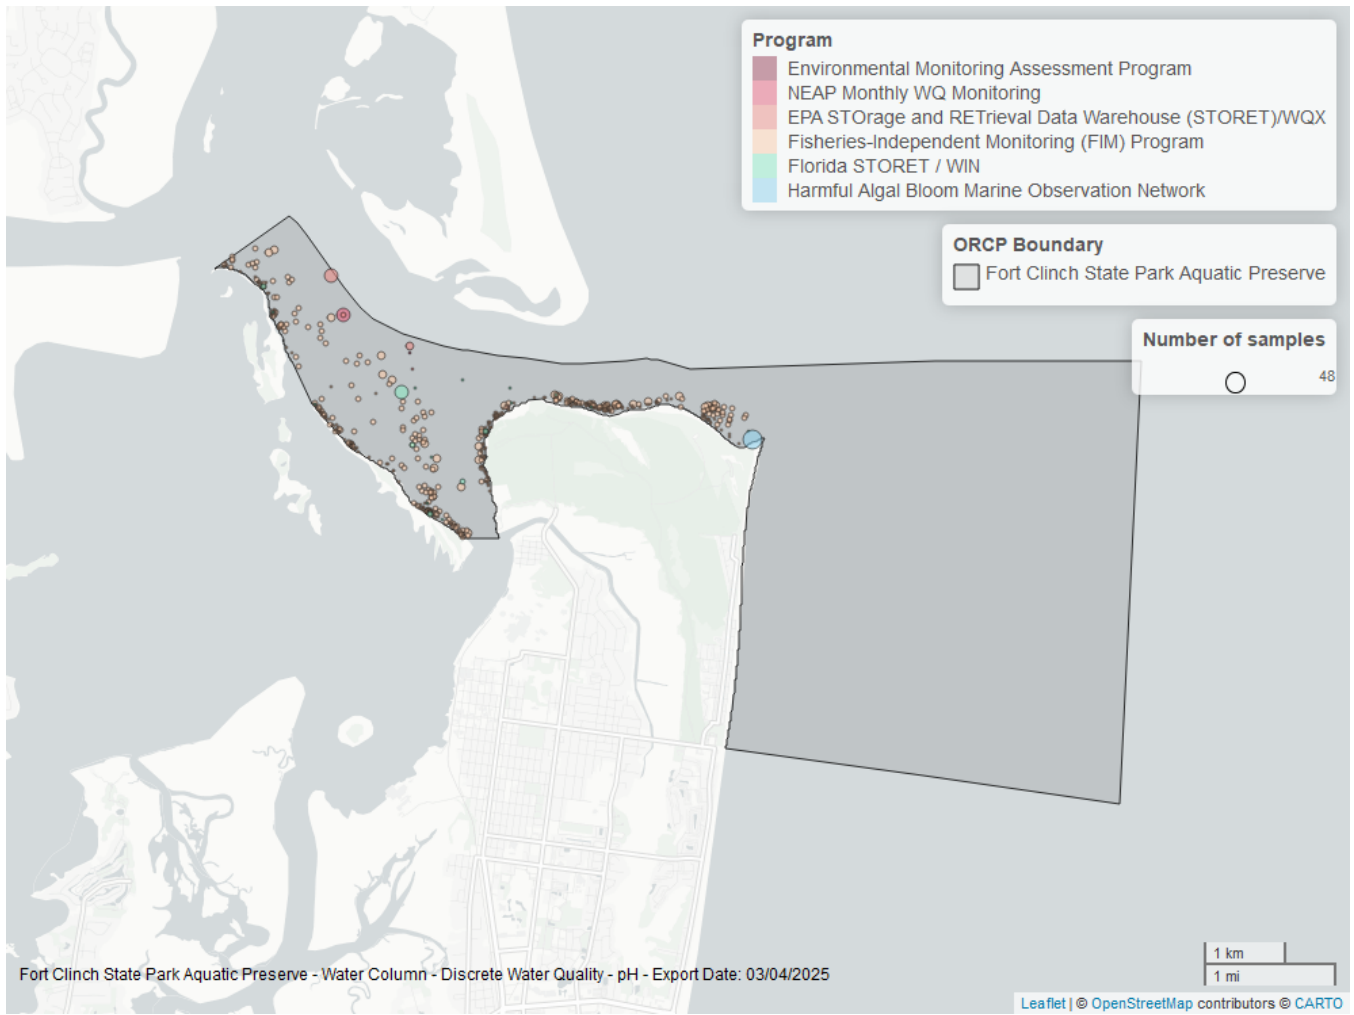 Program
Environmental Monitoring Assessment Program
NEAP Monthly WQ Monitoring
EPA STOrage and RETrieval Data Warehouse (STORET)/WQX
Fisheries-Independent Monitoring (FIM) Program
Florida STORET / WIN
Harmful Algal Bloom Marine Observation Network
ORCP Boundary
Fort Clinch State Park Aquatic Preserve
Number of samples
48
1 km
1 mi
Fort Clinch State Park Aquatic Preserve - Water Column - Discrete Water Quality - pH - Export Date: 03/04/2025
Leaflet | © OpenStreetMap contributors © CARTO